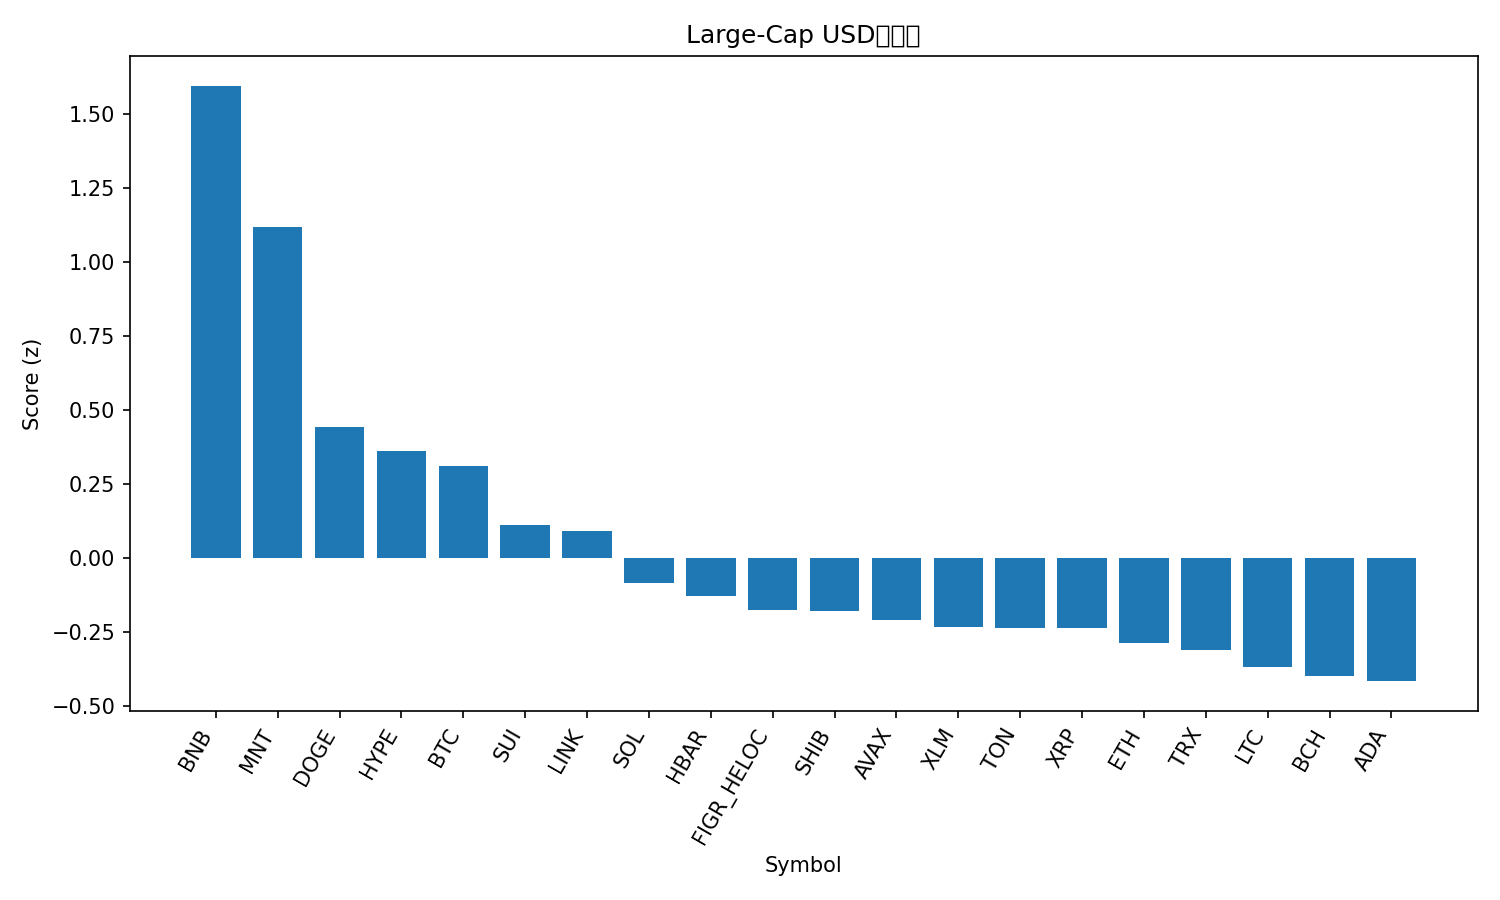 Large-Cap USD
Score (z)
1.50
1.25
1.00
0.75
0.50
0.25
0.00
−0.25
−0.50
BNB
MNT
DOGE
HYPE
BTC
SUI
LINK
SOL
HBAR
FIGR_HELOC
SHIB
AVAX
XLM
TON
XRP
ETH
TRX
LTC
BCH
ADA
Symbol